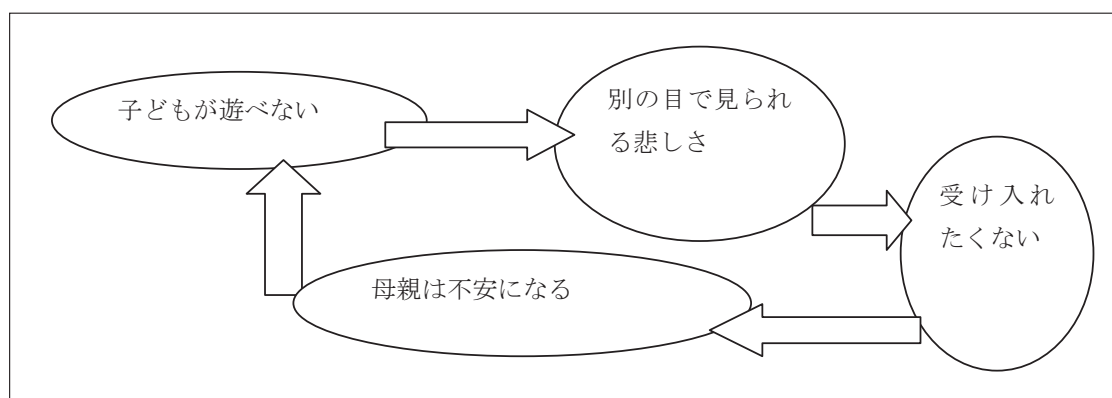 子どもが遊べない
別の目で見られ
る悲しさ
受け入れ
たくない
母親は不安になる